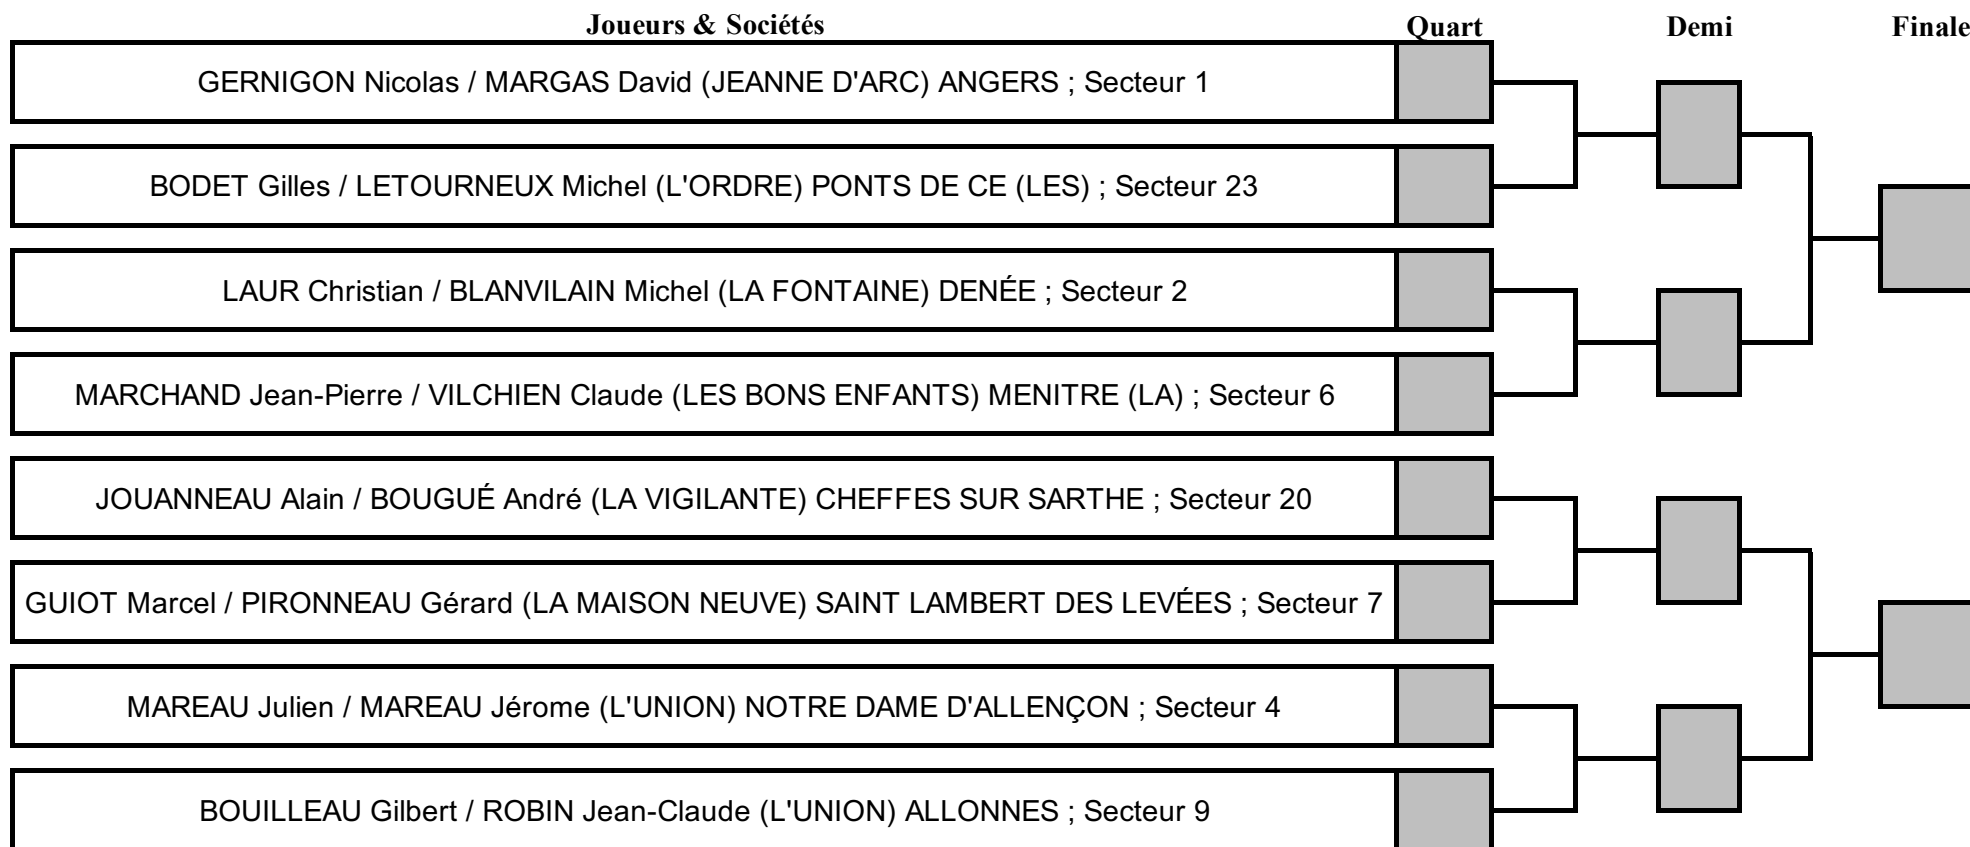 Joueurs & Sociétés Quart Demi Finale
GERNIGON Nicolas / MARGAS David (JEANNE D'ARC) ANGERS ; Secteur 1
BODET Gilles / LETOURNEUX Michel (L'ORDRE) PONTS DE CE (LES) ; Secteur 23
LAUR Christian / BLANVILAIN Michel (LA FONTAINE) DENÉE ; Secteur 2
MARCHAND Jean-Pierre / VILCHIEN Claude (LES BONS ENFANTS) MENITRE (LA) ; Secteur 6
JOUANNEAU Alain / BOUGUÉ André (LA VIGILANTE) CHEFFES SUR SARTHE ; Secteur 20
GUIOT Marcel / PIRONNEAU Gérard (LA MAISON NEUVE) SAINT LAMBERT DES LEVÉES ; Secteur 7
MAREAU Julien / MAREAU Jérome (L'UNION) NOTRE DAME D'ALLENÇON ; Secteur 4
BOUILLEAU Gilbert / ROBIN Jean-Claude (L'UNION) ALLONNES ; Secteur 9